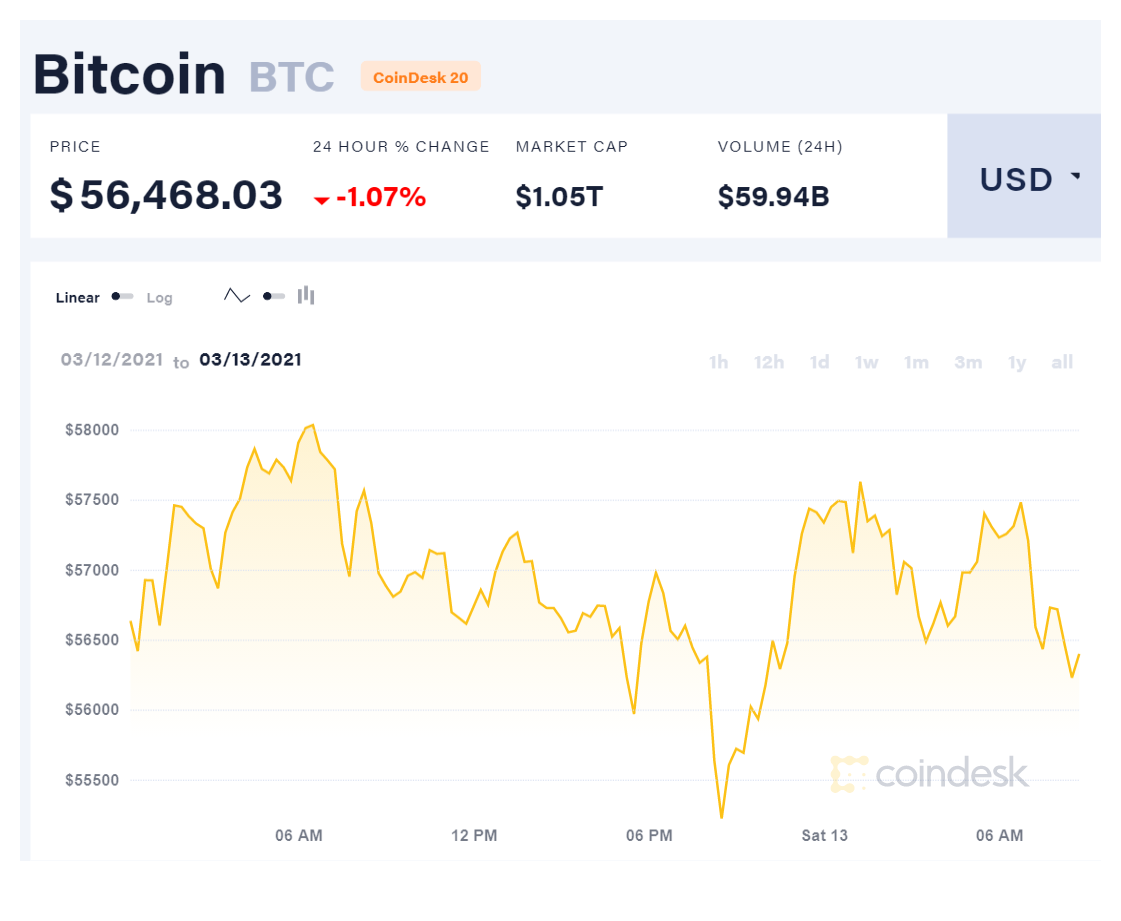 Bitcoin BTC CoinDesk 20
PRICE 24 HOUR % CHANGE MARKET CAP VOLUME (24H)
$56,468.03 -1.07% $1.05T $59.94B USD
Linear Log
03/12/2021 to 03/13/2021 1h 12h 1d 1w 1m 3m 1y all
$58000
$57500
$57000
$56500
$56000
$55500
coindesk
06 AM 12 PM 06 PM Sat 13 06 AM